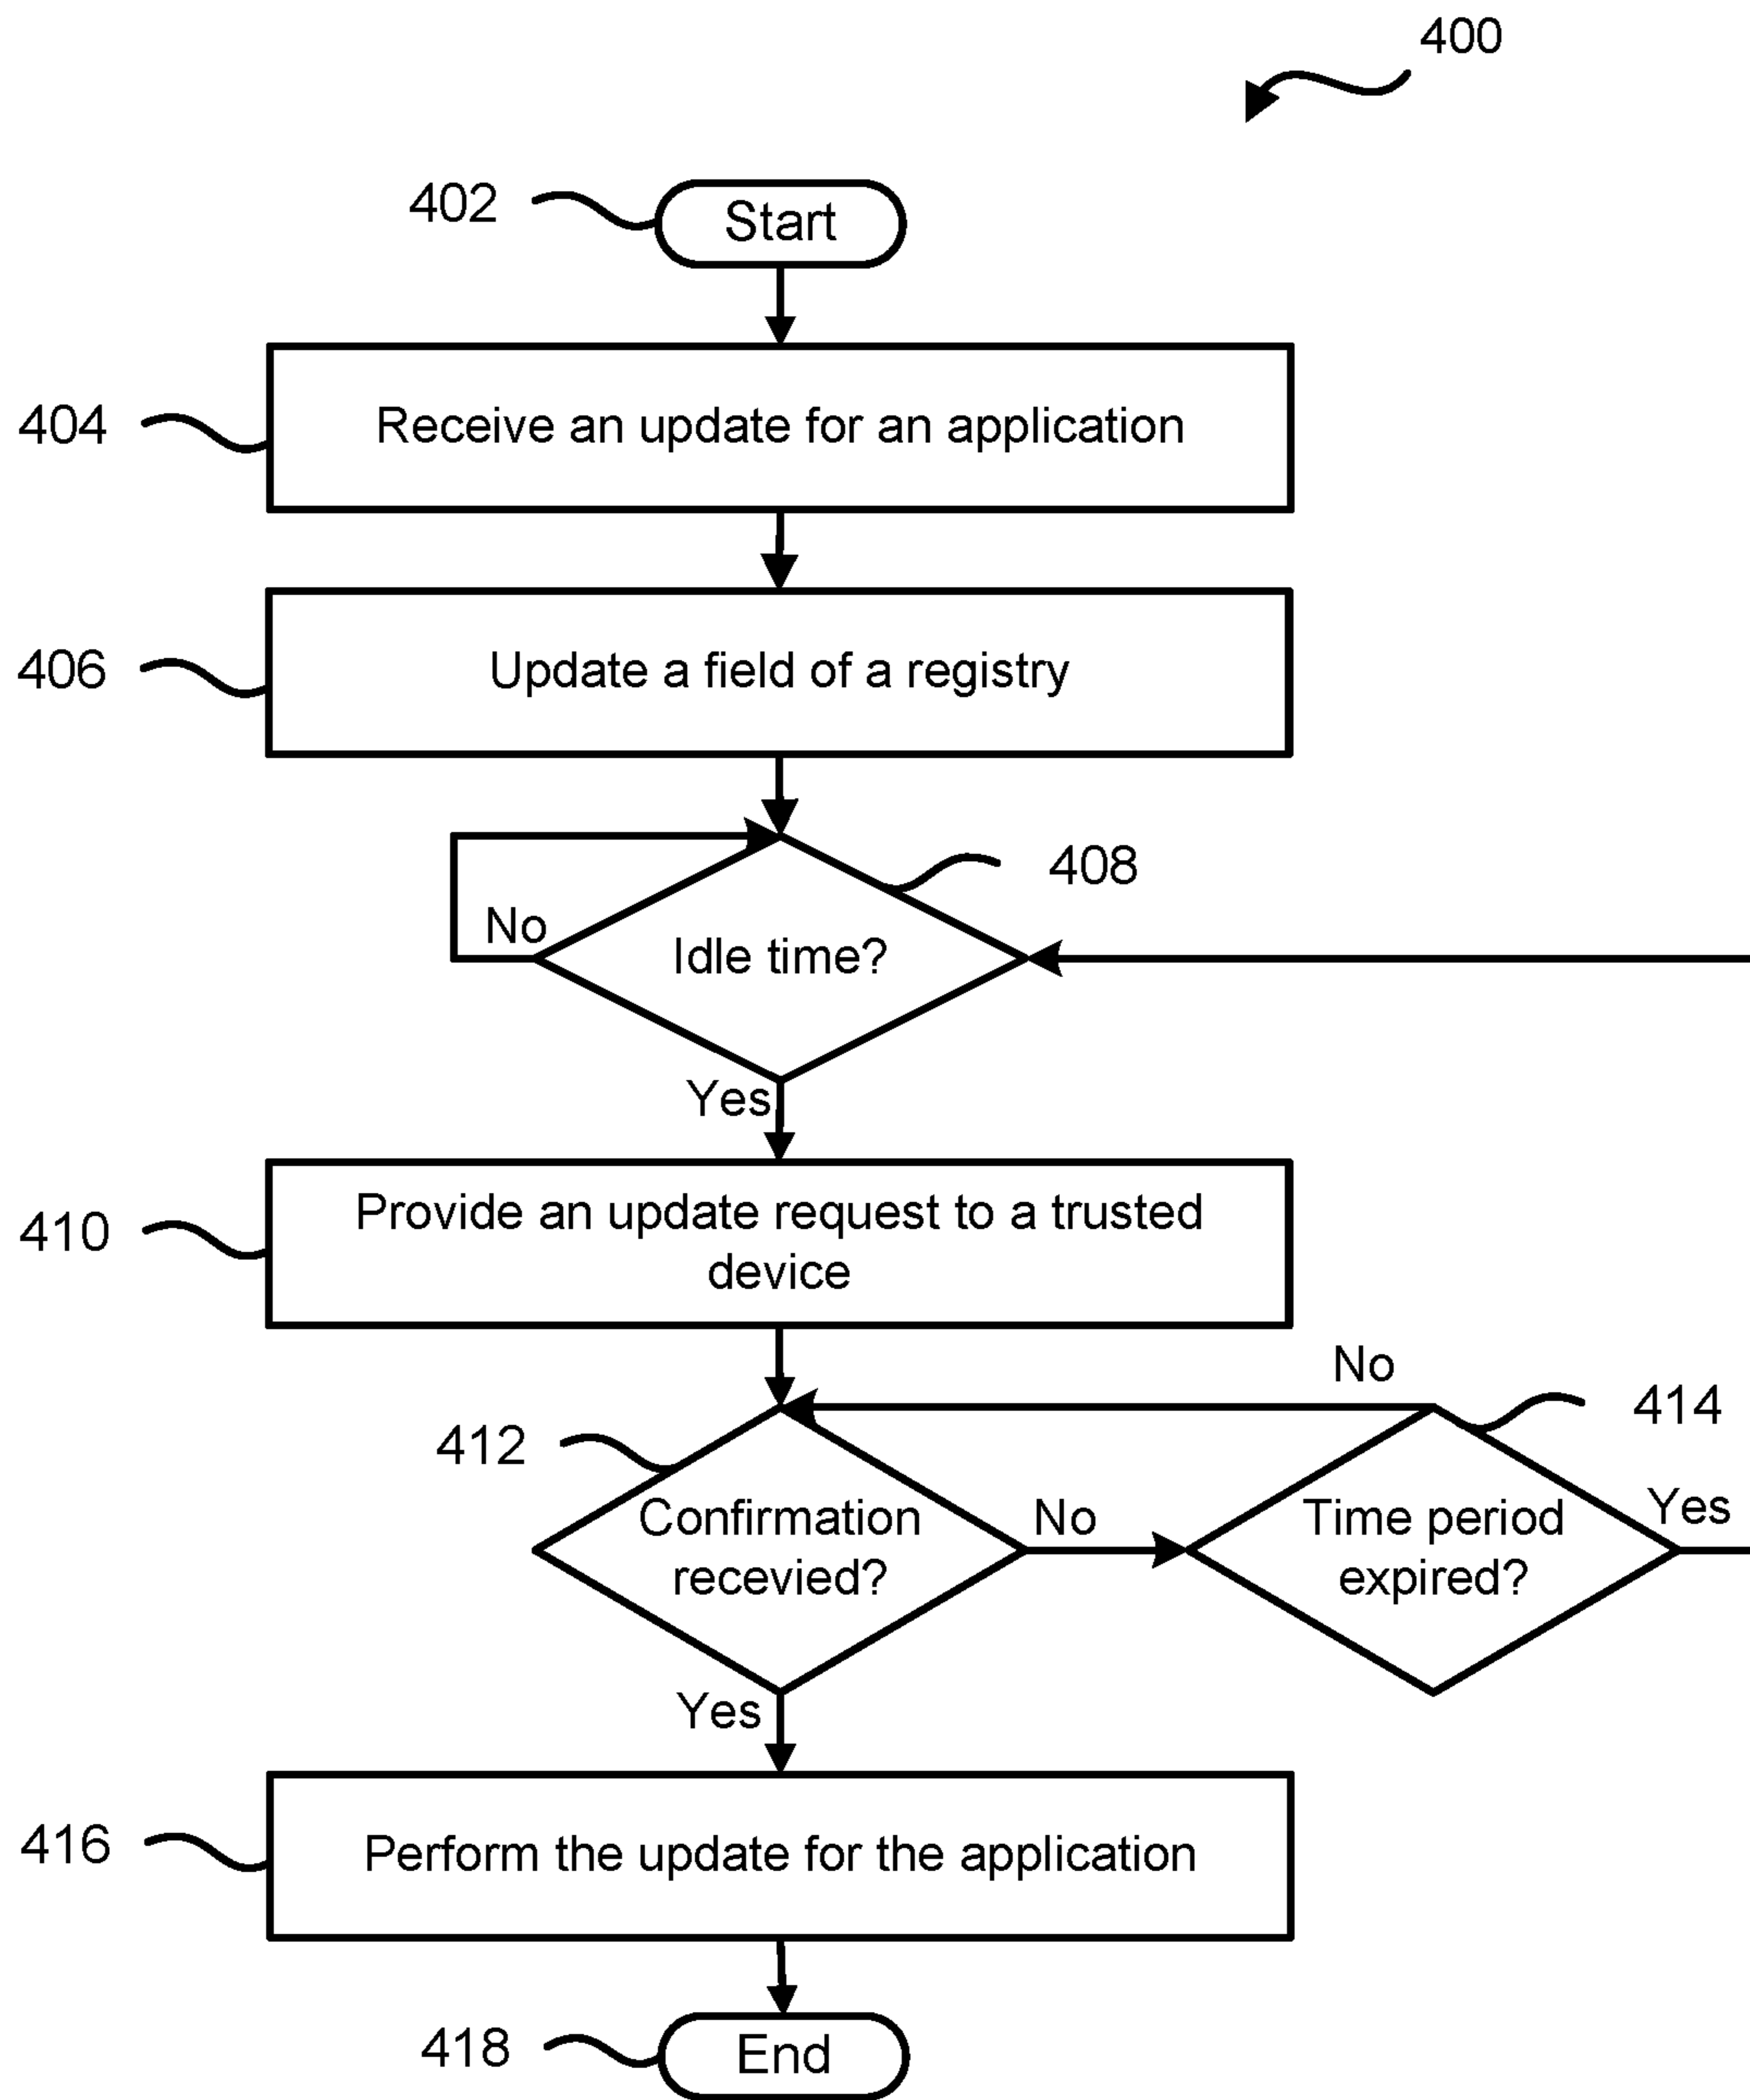 400
402
Start
404
Receive an update for an application
406
Update a field of a registry
408
No
Idle time?
Yes
410
Provide an update request to a trusted
device
No
414
412
Confirmation
recevied?
No
Time period
expired?
Yes
Yes
416
Perform the update for the application
418
End